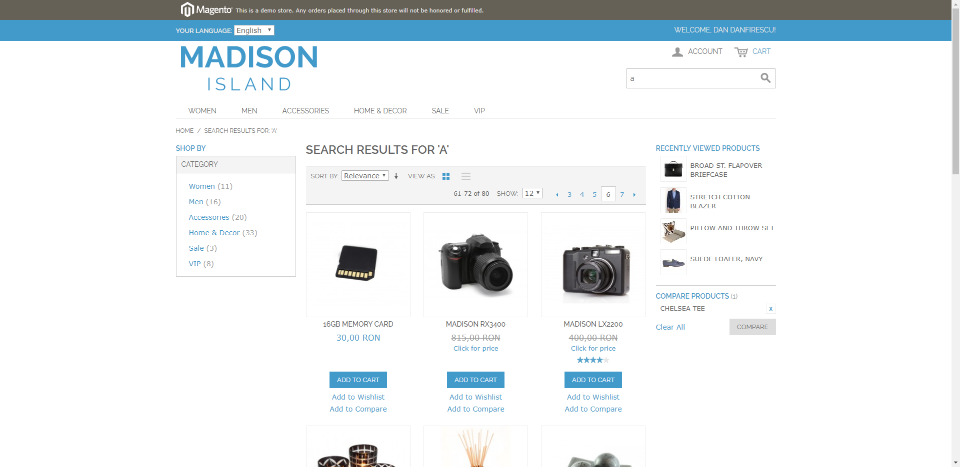 Magento This is a demo store. Any orders placed through this store will not be honored or fulfilled.
YOUR LANGUAGE: English
WELCOME, DAN DANFIRESCU!
MADISON
ISLAND
ACCOUNT CART
a
WOMEN MEN ACCESSORIES HOME & DECOR SALE VIP
HOME / SEARCH RESULTS FOR: 'A'
SHOP BY
CATEGORY
Women (11)
Men (16)
Accessories (20)
Home & Decor (33)
Sale (3)
VIP (8)
SEARCH RESULTS FOR 'A'
SORT BY Relevance VIEW AS
61-72 of 80 SHOW: 12 3 4 5 6 7
16GB MEMORY CARD
30,00 RON
ADD TO CART
Add to Wishlist
Add to Compare
MADISON RX3400
815,00 RON
Click for price
ADD TO CART
Add to Wishlist
Add to Compare
MADISON LX2200
400,00 RON
Click for price
ADD TO CART
Add to Wishlist
Add to Compare
RECENTLY VIEWED PRODUCTS
BROAD ST. FLAPOVER
BRIEFCASE
STRETCH COTTON
BLAZER
PILLOW AND THROW SET
SUEDE LOAFER, NAVY
COMPARE PRODUCTS (1)
CHELSEA TEE x
Clear All COMPARE